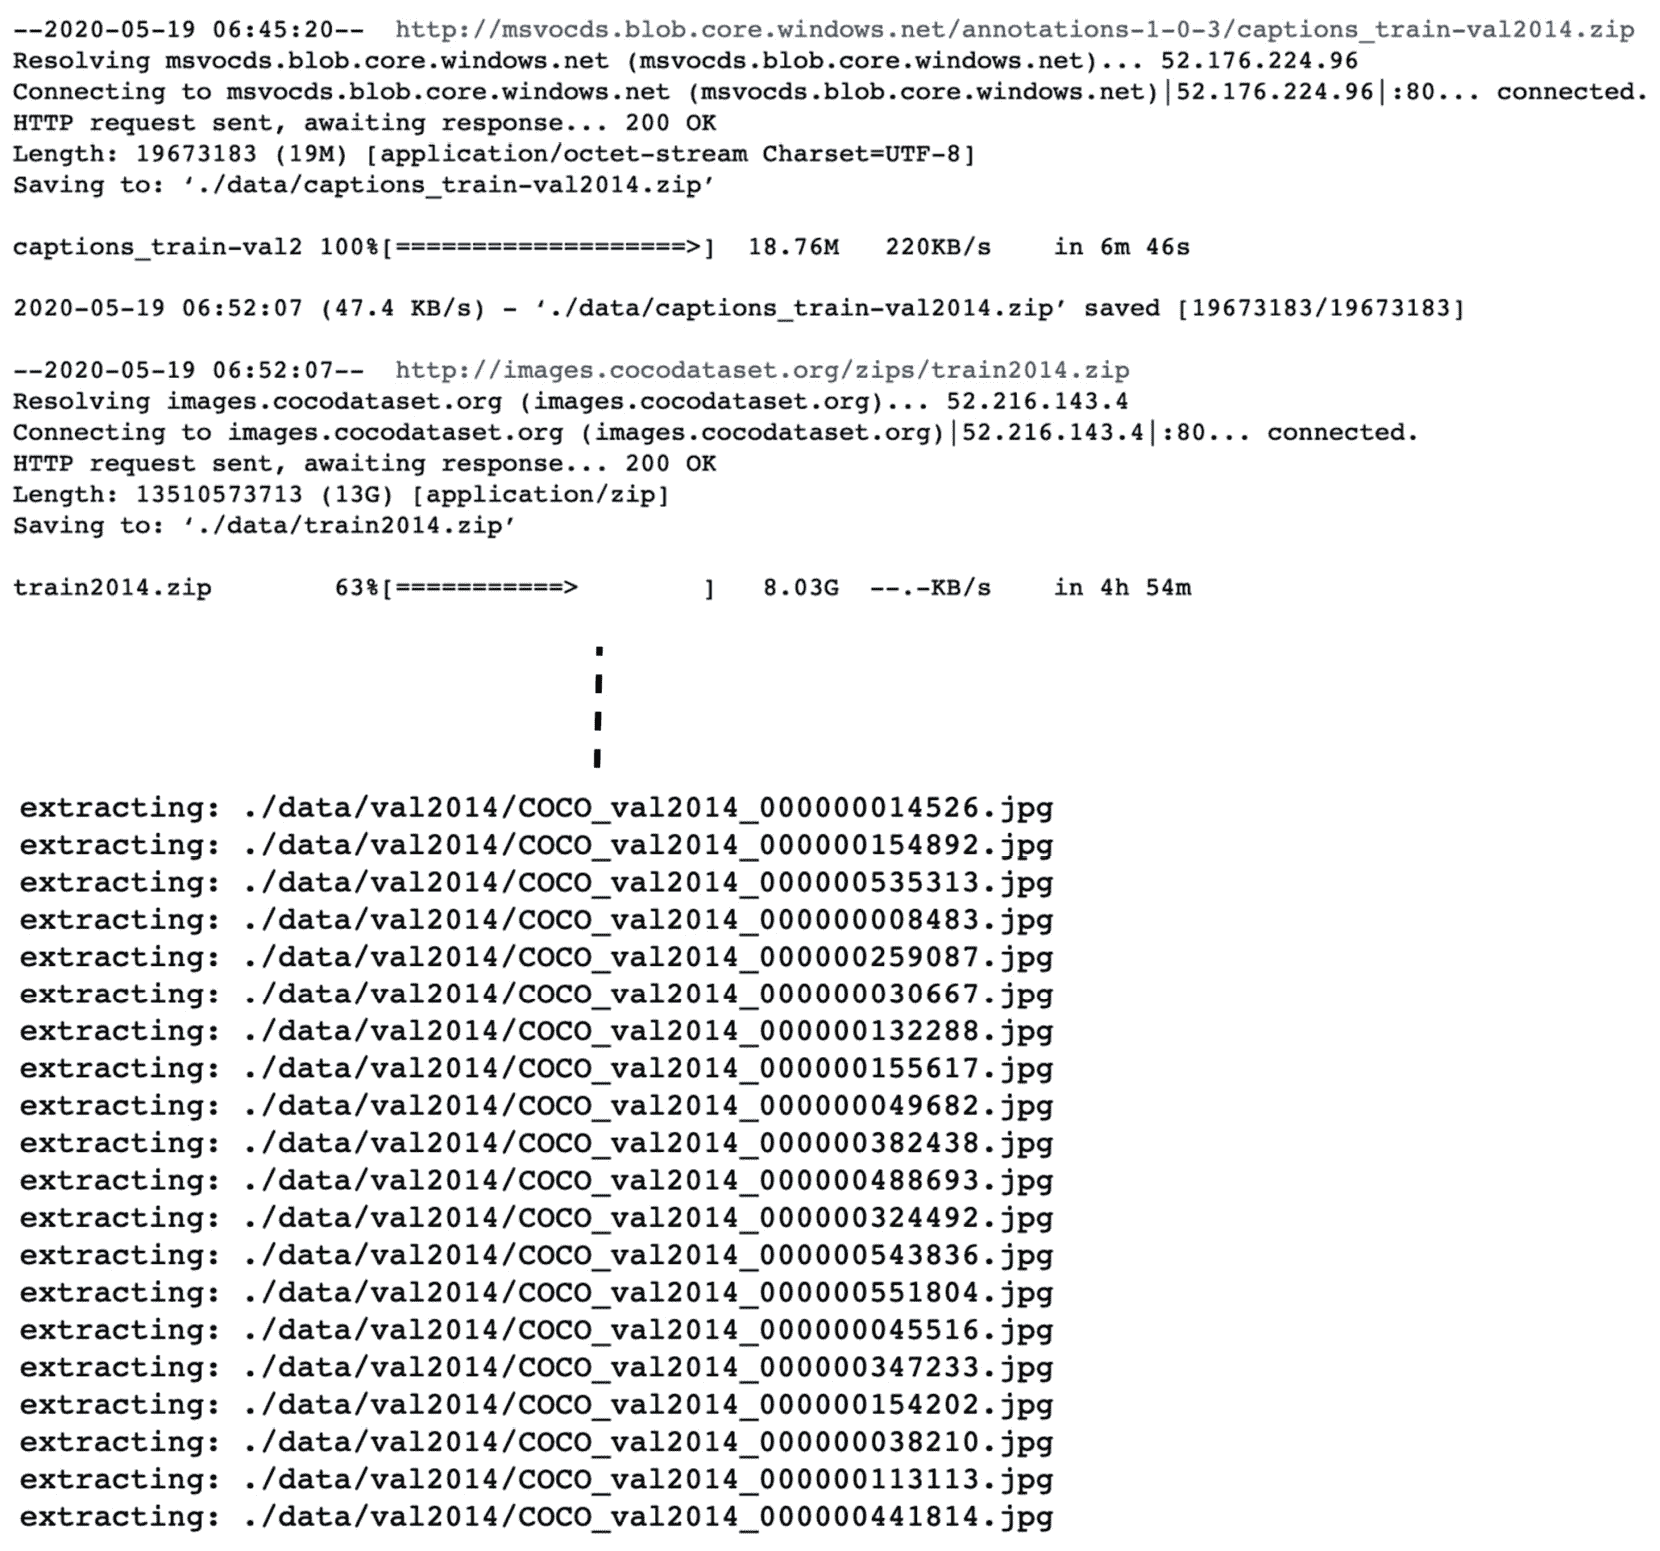 --2020-05-19 06:45:20--  http://msvocds.blob.core.windows.net/annotations-1-0-3/captions_train-val2014.zip
Resolving msvocds.blob.core.windows.net (msvocds.blob.core.windows.net)... 52.176.224.96
Connecting to msvocds.blob.core.windows.net (msvocds.blob.core.windows.net)|52.176.224.96|:80... connected.
HTTP request sent, awaiting response... 200 OK
Length: 19673183 (19M) [application/octet-stream Charset=UTF-8]
Saving to: ‘./data/captions_train-val2014.zip’
captions_train-val2 100%[===================>]  18.76M   220KB/s    in 6m 46s
2020-05-19 06:52:07 (47.4 KB/s) - ‘./data/captions_train-val2014.zip’ saved [19673183/19673183]
--2020-05-19 06:52:07--  http://images.cocodataset.org/zips/train2014.zip
Resolving images.cocodataset.org (images.cocodataset.org)... 52.216.143.4
Connecting to images.cocodataset.org (images.cocodataset.org)|52.216.143.4|:80... connected.
HTTP request sent, awaiting response... 200 OK
Length: 13510573713 (13G) [application/zip]
Saving to: ‘./data/train2014.zip’
train2014.zip        63%[===========>        ]   8.03G  --.-KB/s    in 4h 54m
extracting: ./data/val2014/COCO_val2014_000000014526.jpg
extracting: ./data/val2014/COCO_val2014_000000154892.jpg
extracting: ./data/val2014/COCO_val2014_000000535313.jpg
extracting: ./data/val2014/COCO_val2014_000000008483.jpg
extracting: ./data/val2014/COCO_val2014_000000259087.jpg
extracting: ./data/val2014/COCO_val2014_000000030667.jpg
extracting: ./data/val2014/COCO_val2014_000000132288.jpg
extracting: ./data/val2014/COCO_val2014_000000155617.jpg
extracting: ./data/val2014/COCO_val2014_000000049682.jpg
extracting: ./data/val2014/COCO_val2014_000000382438.jpg
extracting: ./data/val2014/COCO_val2014_000000488693.jpg
extracting: ./data/val2014/COCO_val2014_000000324492.jpg
extracting: ./data/val2014/COCO_val2014_000000543836.jpg
extracting: ./data/val2014/COCO_val2014_000000551804.jpg
extracting: ./data/val2014/COCO_val2014_000000045516.jpg
extracting: ./data/val2014/COCO_val2014_000000347233.jpg
extracting: ./data/val2014/COCO_val2014_000000154202.jpg
extracting: ./data/val2014/COCO_val2014_000000038210.jpg
extracting: ./data/val2014/COCO_val2014_000000113113.jpg
extracting: ./data/val2014/COCO_val2014_000000441814.jpg